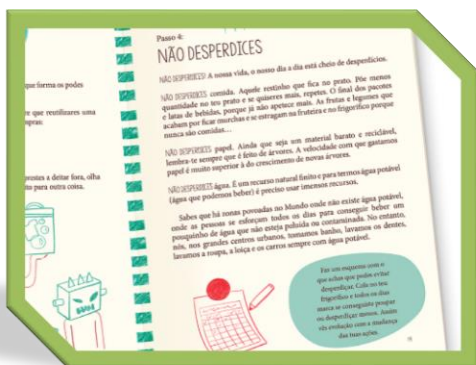 que forma os podes
e que reutilizares uma
mpras:
prestes a deitar fora, olha
to para outra coisa.
Passo 4:
NÃO DESPERDICES
NÃO DESPERDICES! A nossa vida, o nosso dia a dia está cheio de desperdícios.
NÃO DESPERDICES comida. Aquele restinho que fica no prato. Põe menos
quantidade no teu prato e se quiseres mais, repetes. O final dos pacotes
e latas de bebidas, porque já não apetece mais. As frutas e legumes que
acabam por ficar murchas e se estragam na fruteira e no frigorífico porque
nunca são comidas...
NÃO DESPERDICES papel. Ainda que seja um material barato e reciclável,
lembra-te sempre que é feito de árvores. A velocidade com que gastamos
papel é muito superior à do crescimento de novas árvores.
NÃO DESPERDICES água. É um recurso natural finito e para termos água potável
(água que podemos beber) é preciso usar imensos recursos.
Sabes que há zonas povoadas no Mundo onde não existe água potável,
onde as pessoas se esforçam todos os dias para conseguir beber um
pouquinho de água que não esteja poluída ou contaminada. No entanto,
nós, nos grandes centros urbanos, tomamos banho, lavamos os dentes,
lavamos a roupa, a loiça e os carros sempre com água potável.
Faz um esquema com o
que achas que podes evitar
desperdiçar. Cola no teu
frigorífico e todos os dias
marca se conseguiste poupar
ou desperdiçar menos. Assim
vês evolução com a mudança
das tuas ações.